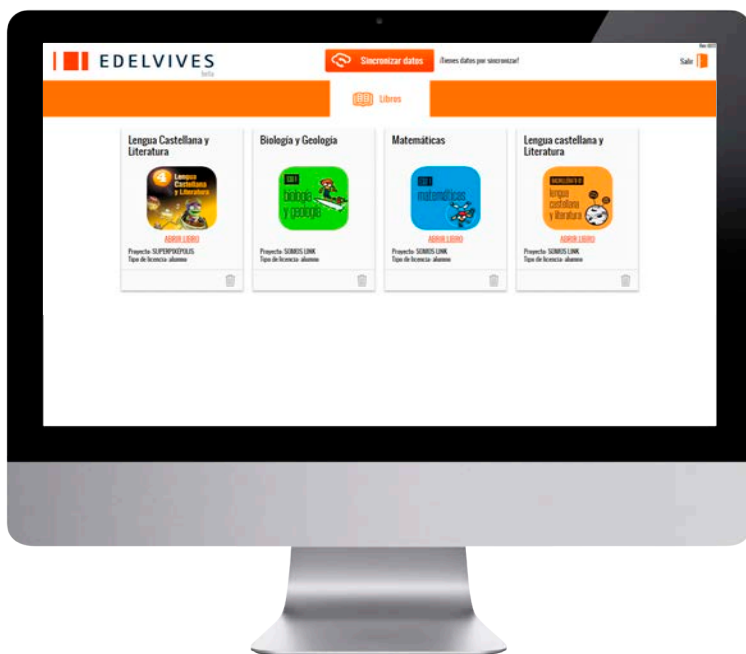 EDELVIVES
beta
Sincronizar datos
¡Tienes datos por sincronizar!
Salir
Libros
Lengua Castellana y
Literatura
4 Lengua
Castellana
y Literatura
ABRIR LIBRO
Proyecto: SUPERPIXÉPOLIS
Tipo de licencia: alumno
Biología y Geología
biología
y geología
Proyecto: SOMOS LINK
Tipo de licencia: alumno
Matemáticas
matemáticas
ABRIR LIBRO
Proyecto: SOMOS LINK
Tipo de licencia: alumno
Lengua castellana y
Literatura
lengua
castellana
y literatura
ABRIR LIBRO
Proyecto: SOMOS LINK
Tipo de licencia: alumno